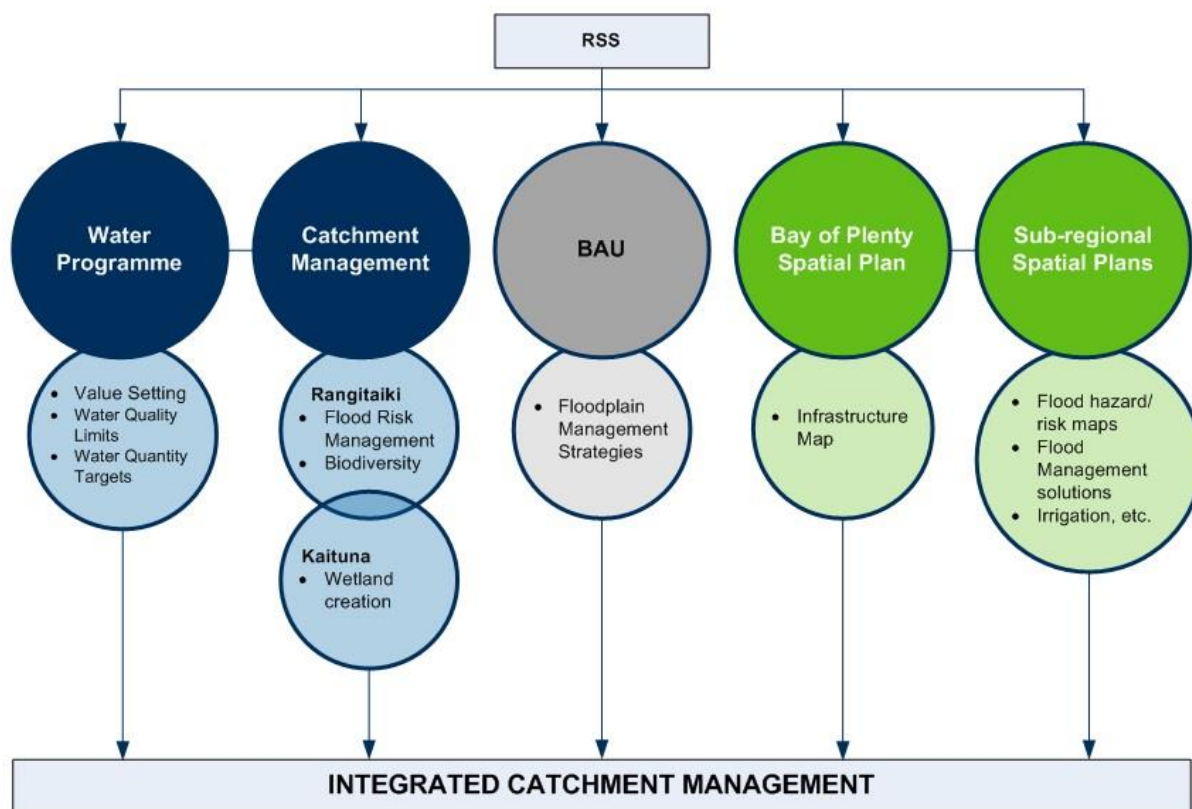 RSS
Water
Programme
Catchment
Management
BAU
Bay of Plenty
Spatial Plan
Sub-regional
Spatial Plans
• Value Setting
• Water Quality
Limits
• Water Quantity
Targets
Rangitaiki
• Flood Risk
Management
• Biodiversity
Kaituna
• Wetland
creation
• Floodplain
Management
Strategies
• Infrastructure
Map
• Flood hazard/
risk maps
• Flood
Management
solutions
• Irrigation, etc.
INTEGRATED CATCHMENT MANAGEMENT